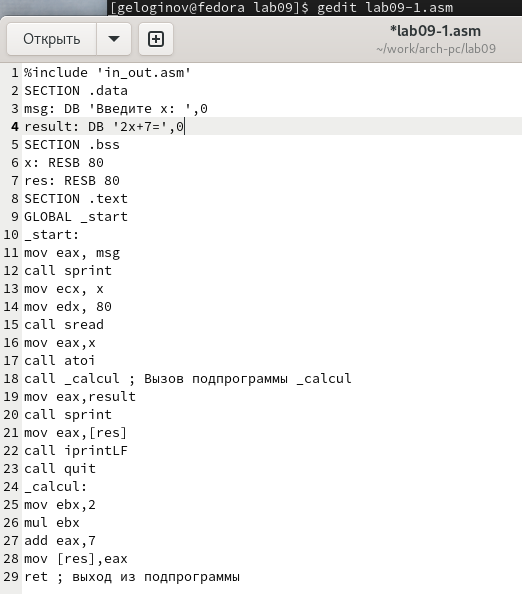 [geloginov@fedora lab09]$ gedit lab09-1.asm
Открыть
*lab09-1.asm
~/work/arch-pc/lab09
1 %include 'in_out.asm'
2 SECTION .data
3 msg: DB 'Введите x: ',0
4 result: DB '2x+7=',0
5 SECTION .bss
6 x: RESB 80
7 res: RESB 80
8 SECTION .text
9 GLOBAL _start
10 _start:
11 mov eax, msg
12 call sprint
13 mov ecx, x
14 mov edx, 80
15 call sread
16 mov eax,x
17 call atoi
18 call _calcul ; Вызов подпрограммы _calcul
19 mov eax,result
20 call sprint
21 mov eax,[res]
22 call iprintLF
23 call quit
24 _calcul:
25 mov ebx,2
26 mul ebx
27 add eax,7
28 mov [res],eax
29 ret ; выход из подпрограммы